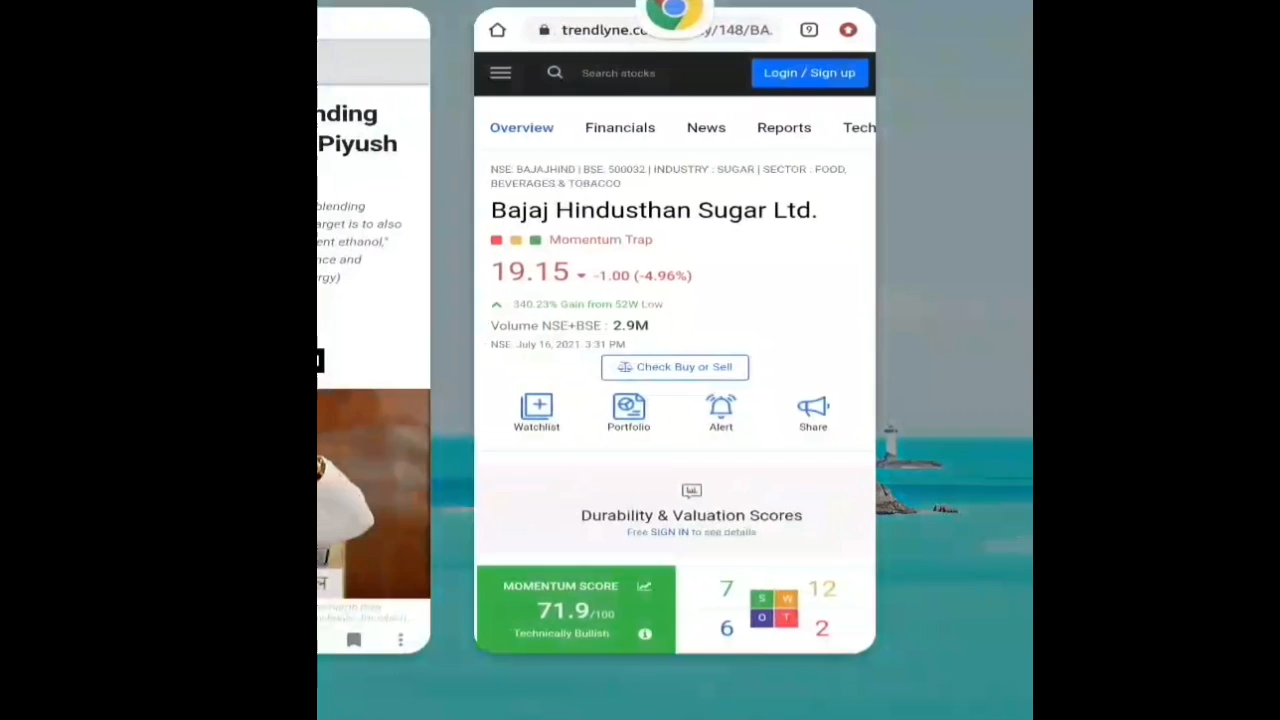 nding
Piyush
blending
arget is to also
ent ethanol,"
nce and
rgy)
trendlyne.co
y/148/BA.
9
Search stocks
Login / Sign up
Overview Financials News Reports Tech
NSE: BAJAJHIND | BSE: 500032 | INDUSTRY : SUGAR | SECTOR : FOOD,
BEVERAGES & TOBACCO
Bajaj Hindusthan Sugar Ltd.
Momentum Trap
19.15 -1.00 (-4.96%)
340.23% Gain from 52W Low
Volume NSE+BSE : 2.9M
NSE: July 16, 2021 3:31 PM
Check Buy or Sell
Watchlist Portfolio Alert Share
Durability & Valuation Scores
Free SIGN IN to see details
MOMENTUM SCORE
71.9/100
Technically Bullish
7 S W 12
6 O T 2